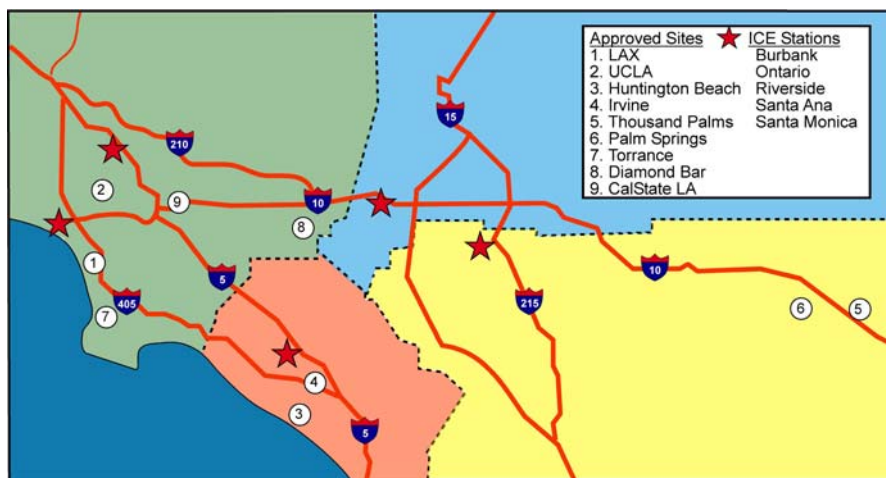 Approved Sites ICE Stations
1. LAX Burbank
2. UCLA Ontario
3. Huntington Beach Riverside
4. Irvine Santa Ana
5. Thousand Palms Santa Monica
6. Palm Springs
7. Torrance
8. Diamond Bar
9. CalState LA
15
210
2
9
10
8
1
5
405
7
215
10
6
5
4
3
5